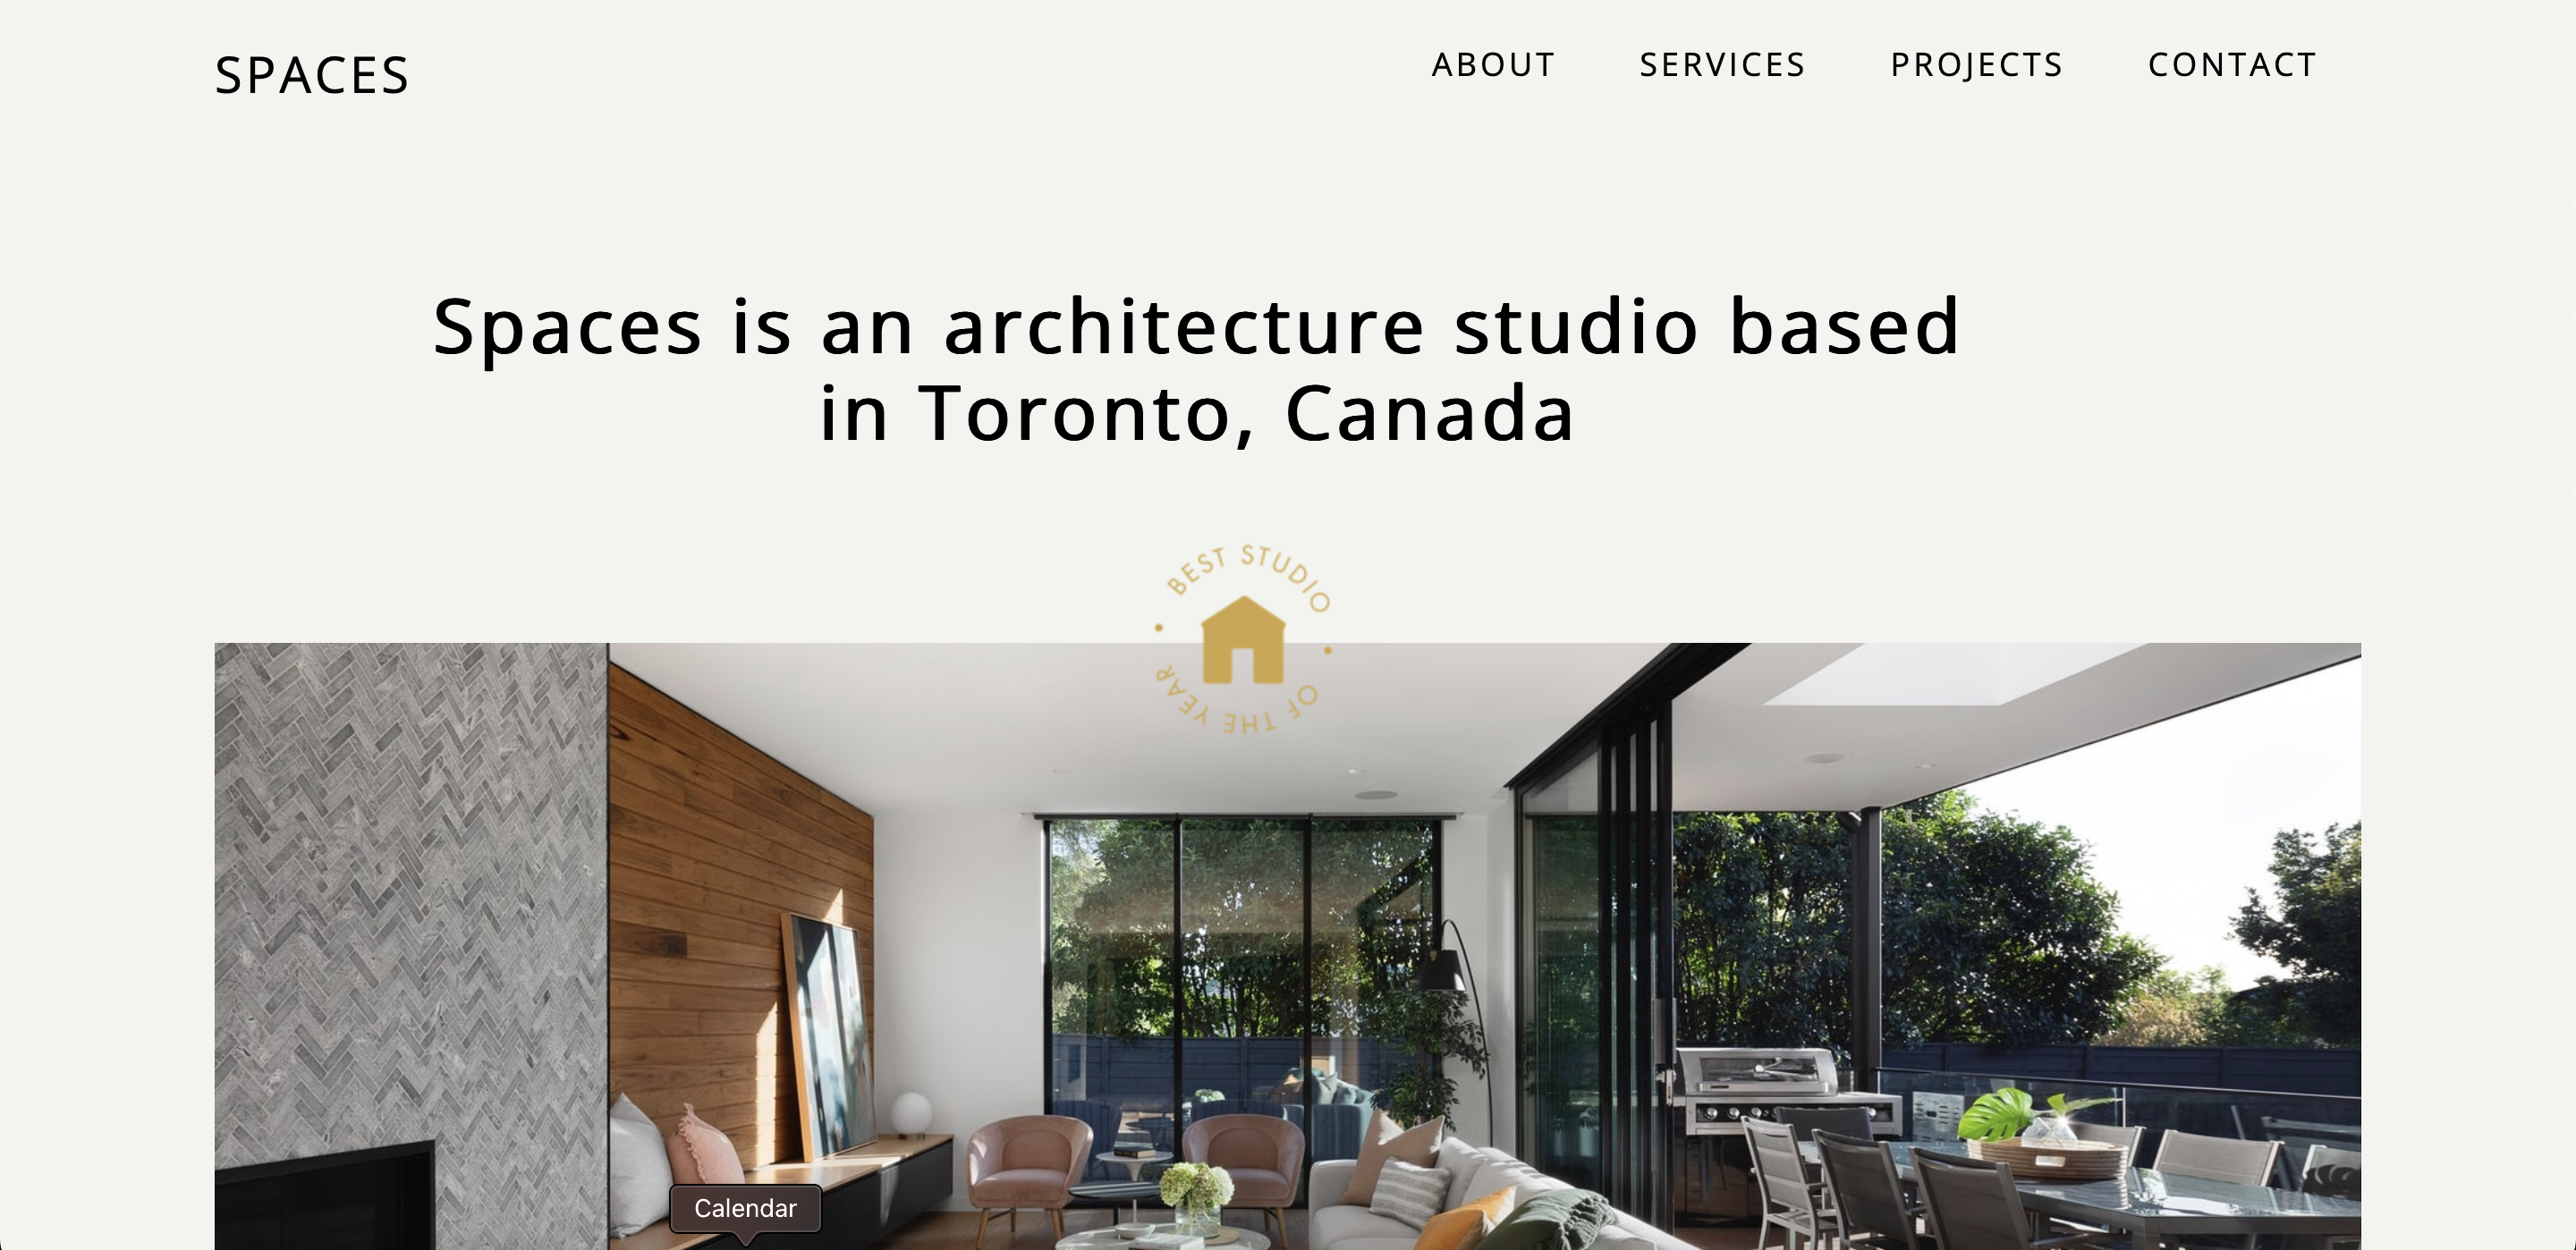 SPACES
ABOUT SERVICES PROJECTS CONTACT
Spaces is an architecture studio based
in Toronto, Canada
BEST STUDIO
OF THE YEAR
Calendar